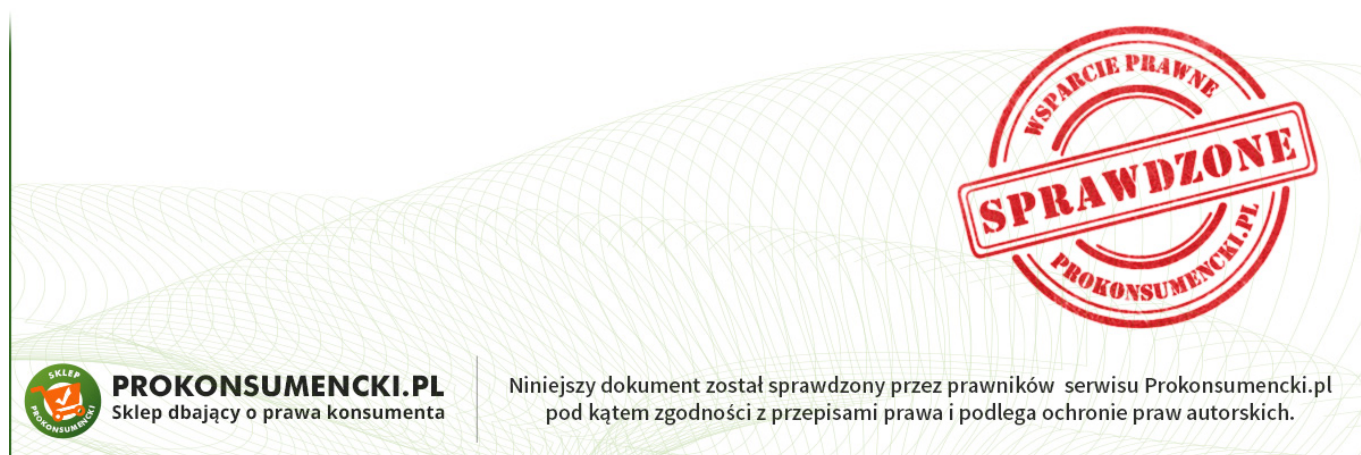 WSPARCIE PRAWNE
SPRAWDZONE
PROKONSUMENCKI.PL
SKLEP
PROKONSUMENCKI
PROKONSUMENCKI.PL
Sklep dbający o prawa konsumenta
Niniejszy dokument został sprawdzony przez prawników serwisu Prokonsumencki.pl
pod kątem zgodności z przepisami prawa i podlega ochronie praw autorskich.